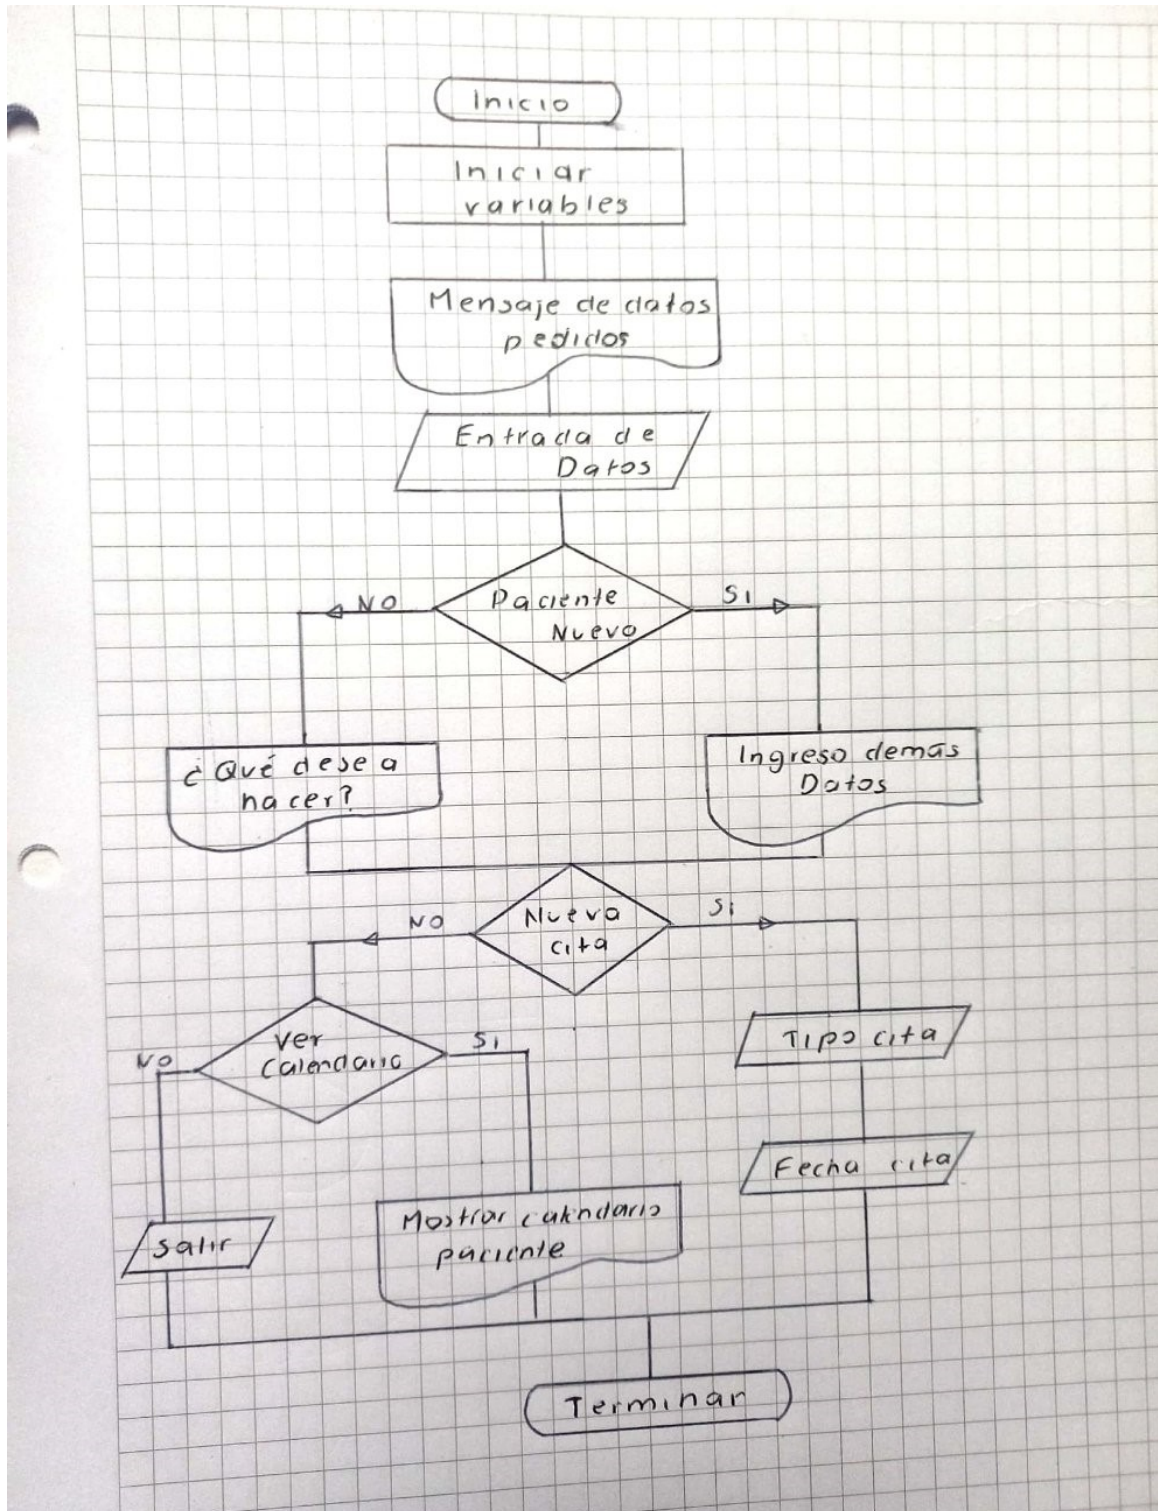 Inicio
Iniciar
variables
Mensaje de datos
pedidos
Entrada de
Datos
NO
Paciente
Nuevo
SI
¿Qué desea
hacer?
Ingreso demás
Datos
NO
Nueva
cita
SI
NO
Ver
Calendario
SI
Tipo cita
Fecha cita
Salir
Mostrar calendario
paciente
Terminar